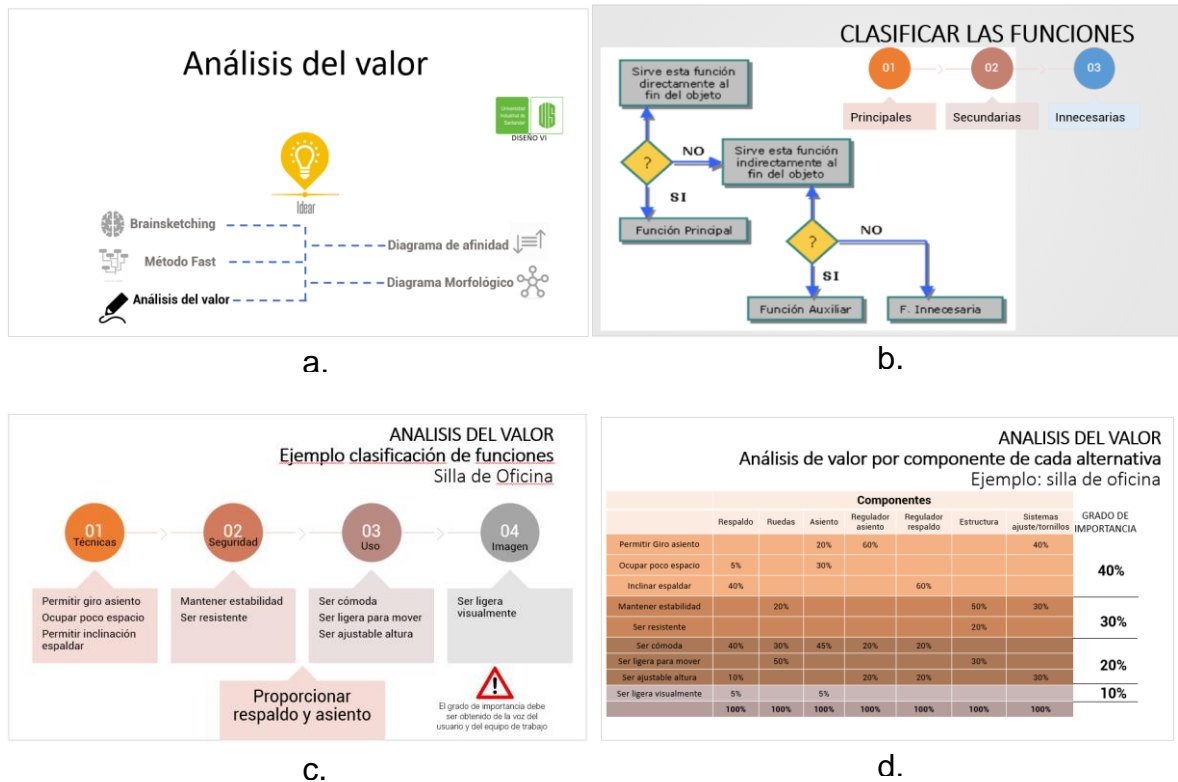 Análisis del valor
Universidad
Industrial de
Santander
UIS
DISEÑO VI
Idear
Brainsketching
Método Fast
Análisis del valor
Diagrama de afinidad
Diagrama Morfológico
a.
CLASIFICAR LAS FUNCIONES
01
02
03
Principales
Secundarias
Innecesarias
Sirve esta función
directamente al
fin del objeto
?
NO
Sirve esta función
indirectamente al
fin del objeto
SI
Función Principal
?
NO
SI
Función Auxiliar
F. Innecesaria
b.
ANALISIS DEL VALOR
Ejemplo clasificación de funciones
Silla de Oficina
01
Técnicas
02
Seguridad
03
Uso
04
Imagen
Permitir giro asiento
Ocupar poco espacio
Permitir inclinación
espaldar
Mantener estabilidad
Ser resistente
Ser cómoda
Ser ligera para mover
Ser ajustable altura
Ser ligera
visualmente
Proporcionar
respaldo y asiento
El grado de importancia debe
ser obtenido de la voz del
usuario y del equipo de trabajo
c.
ANALISIS DEL VALOR
Análisis de valor por componente de cada alternativa
Ejemplo: silla de oficina
Componentes
Respaldo Ruedas Asiento Regulador asiento Regulador respaldo Estructura Sistemas ajuste/tornillos GRADO DE IMPORTANCIA
Permitir Giro asiento 20% 60% 40%
Ocupar poco espacio 5% 30%
40%
Inclinar espaldar 40% 60%
Mantener estabilidad 20% 50% 30%
30%
Ser resistente 20%
Ser cómoda 40% 30% 45% 20% 20%
Ser ligera para mover 50% 30%
20%
Ser ajustable altura 10% 20% 20% 30%
Ser ligera visualmente 5% 5%
10%
100% 100% 100% 100% 100% 100% 100%
d.